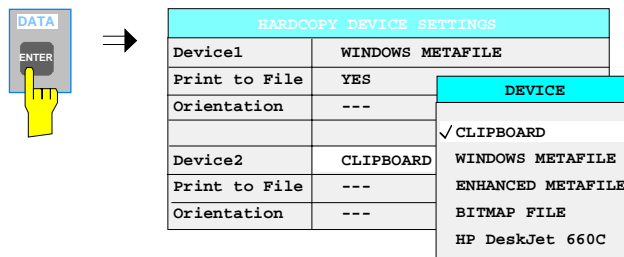 DATA
ENTER
HARDCOPY DEVICE SETTINGS
Device1 WINDOWS METAFILE
Print to File YES
Orientation ---
Device2 CLIPBOARD
Print to File ---
Orientation ---
DEVICE
✓ CLIPBOARD
WINDOWS METAFILE
ENHANCED METAFILE
BITMAP FILE
HP DeskJet 660C